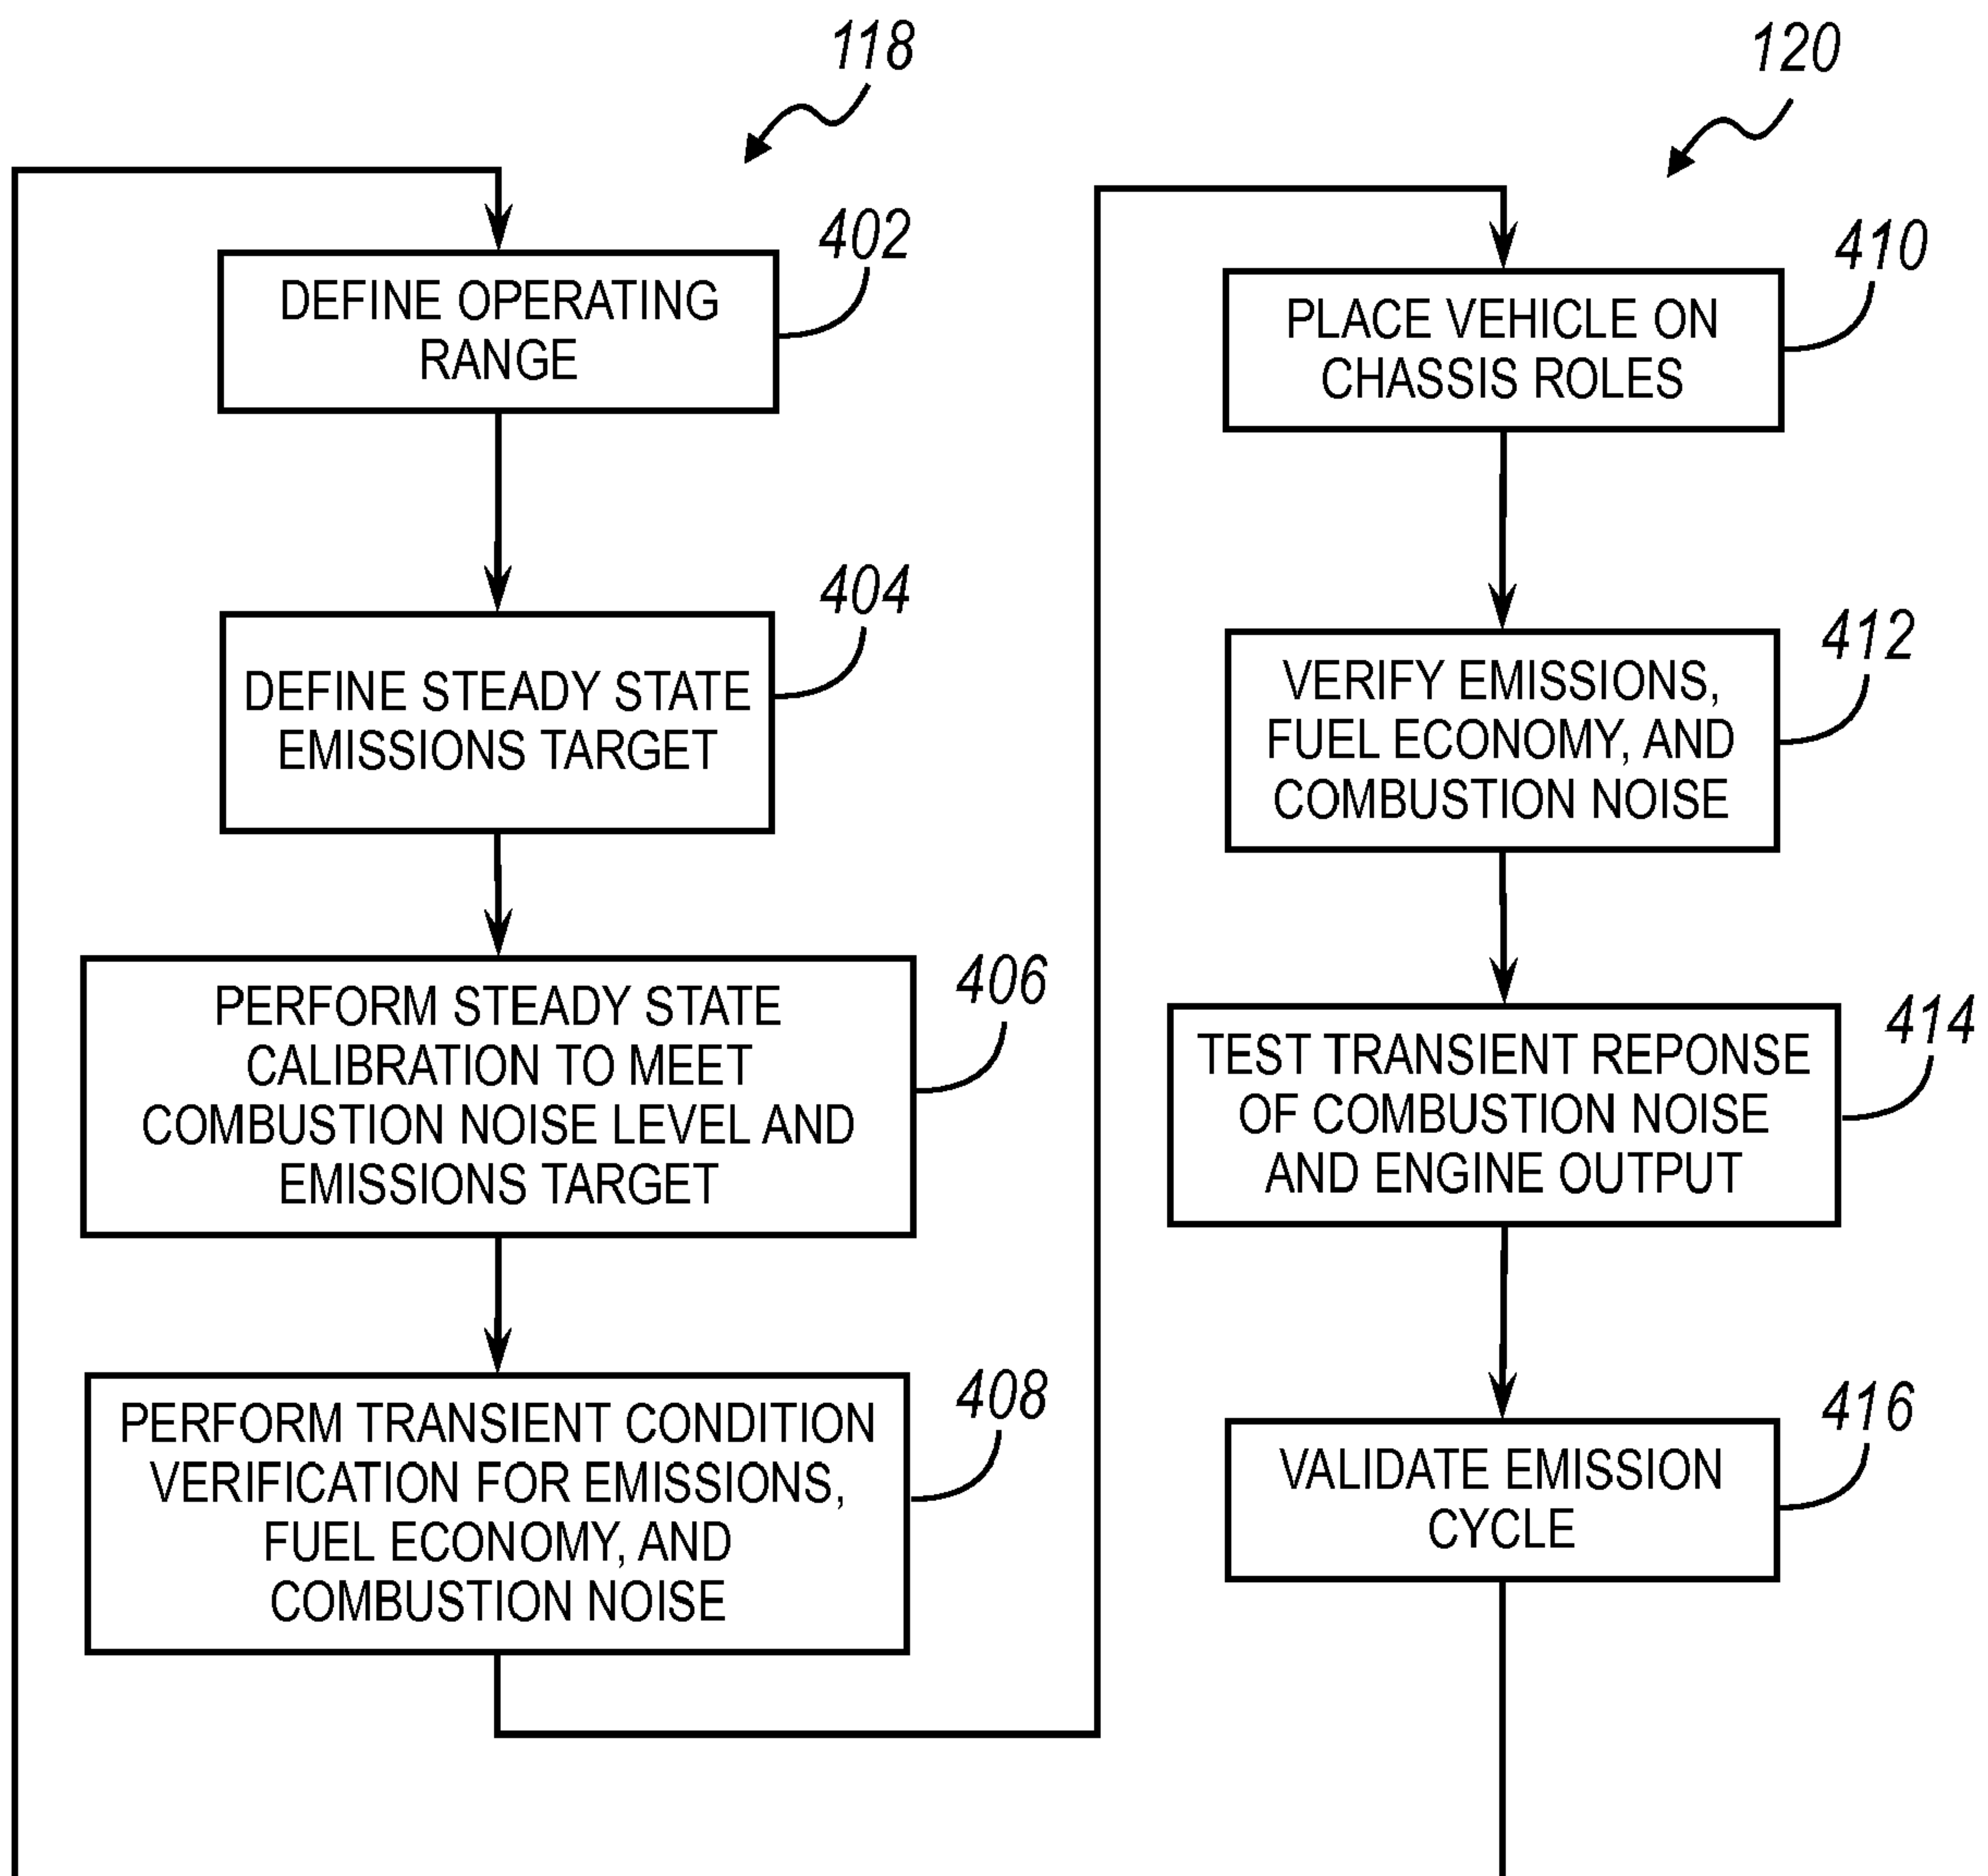 118
402
DEFINE OPERATING
RANGE
404
DEFINE STEADY STATE
EMISSIONS TARGET
406
PERFORM STEADY STATE
CALIBRATION TO MEET
COMBUSTION NOISE LEVEL AND
EMISSIONS TARGET
408
PERFORM TRANSIENT CONDITION
VERIFICATION FOR EMISSIONS,
FUEL ECONOMY, AND
COMBUSTION NOISE
120
410
PLACE VEHICLE ON
CHASSIS ROLES
412
VERIFY EMISSIONS,
FUEL ECONOMY, AND
COMBUSTION NOISE
414
TEST TRANSIENT REPONSE
OF COMBUSTION NOISE
AND ENGINE OUTPUT
416
VALIDATE EMISSION
CYCLE